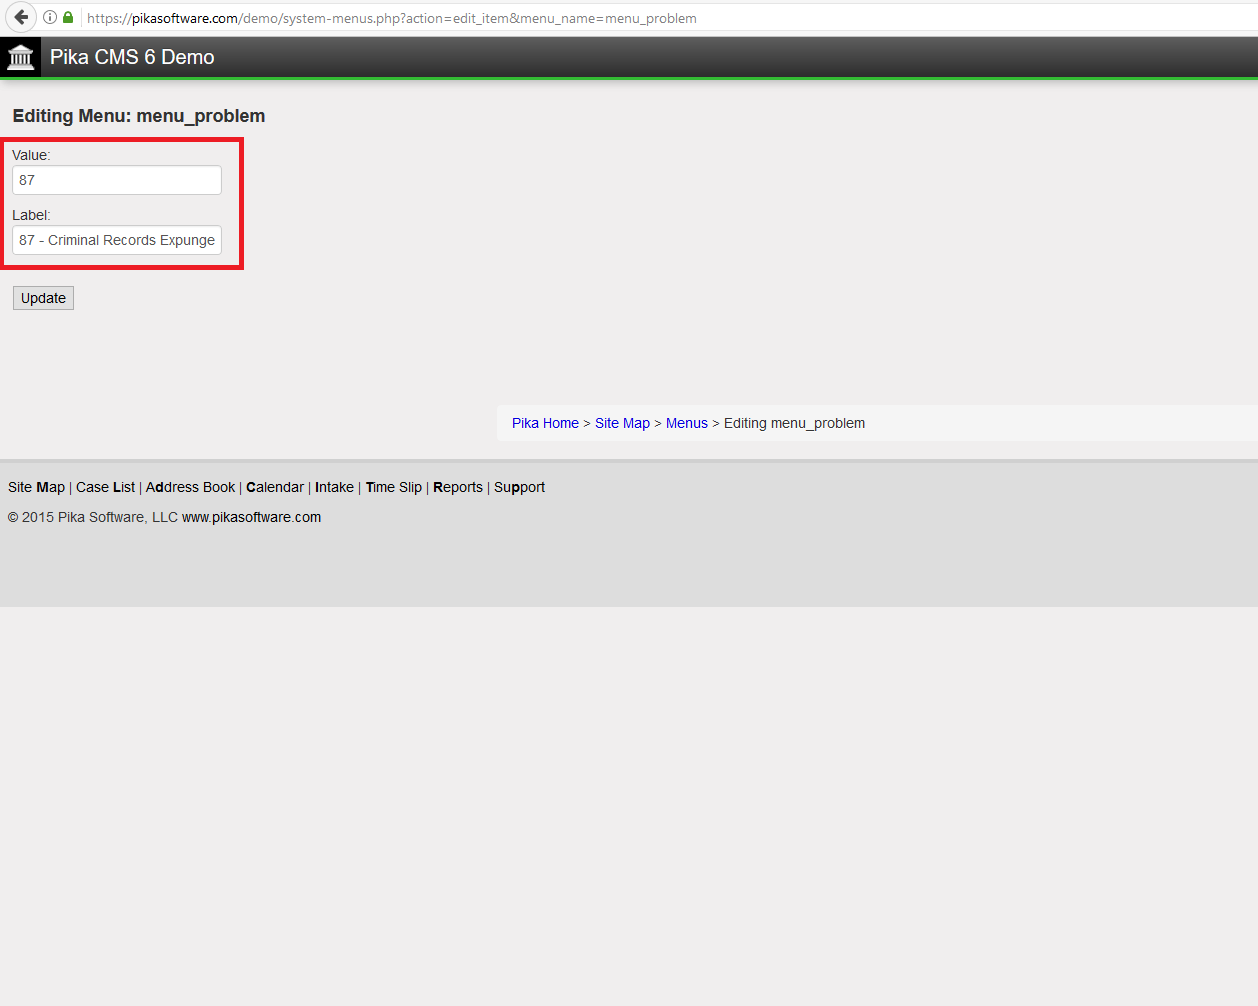 https://pikasoftware.com/demo/system-menus.php?action=edit_item&menu_name=menu_problem
Pika CMS 6 Demo
Editing Menu: menu_problem
Value:
87
Label:
87 - Criminal Records Expunge
Update
Pika Home > Site Map > Menus > Editing menu_problem
Site Map | Case List | Address Book | Calendar | Intake | Time Slip | Reports | Support
© 2015 Pika Software, LLC www.pikasoftware.com